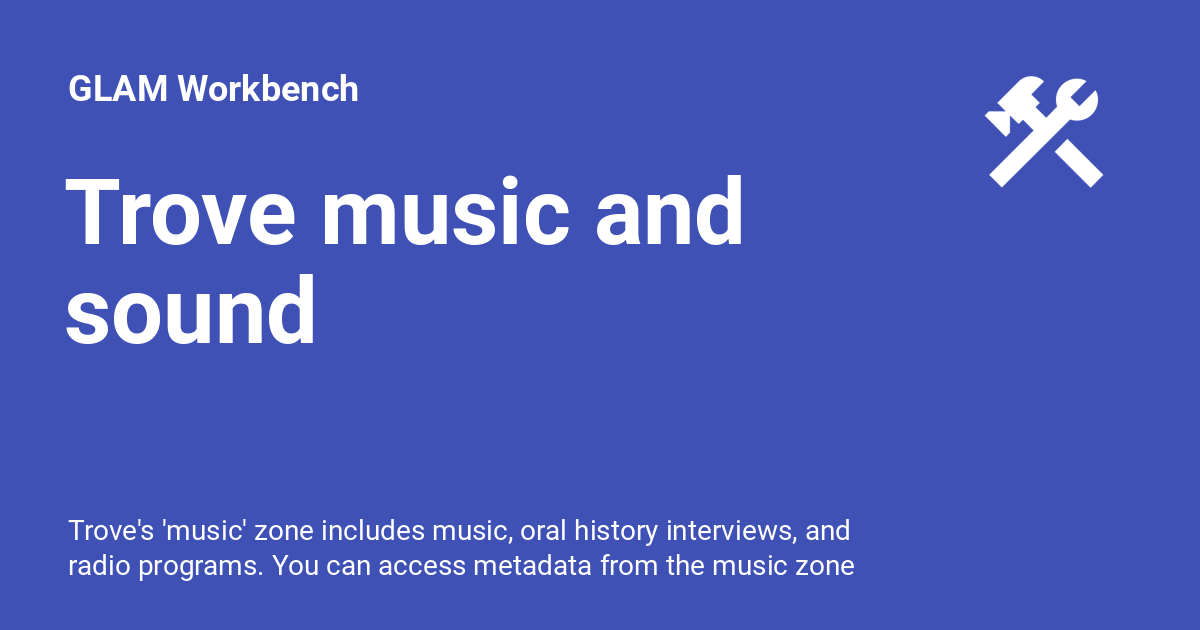 GLAM Workbench
Trove music and
sound
Trove's 'music' zone includes music, oral history interviews, and
radio programs. You can access metadata from the music zone